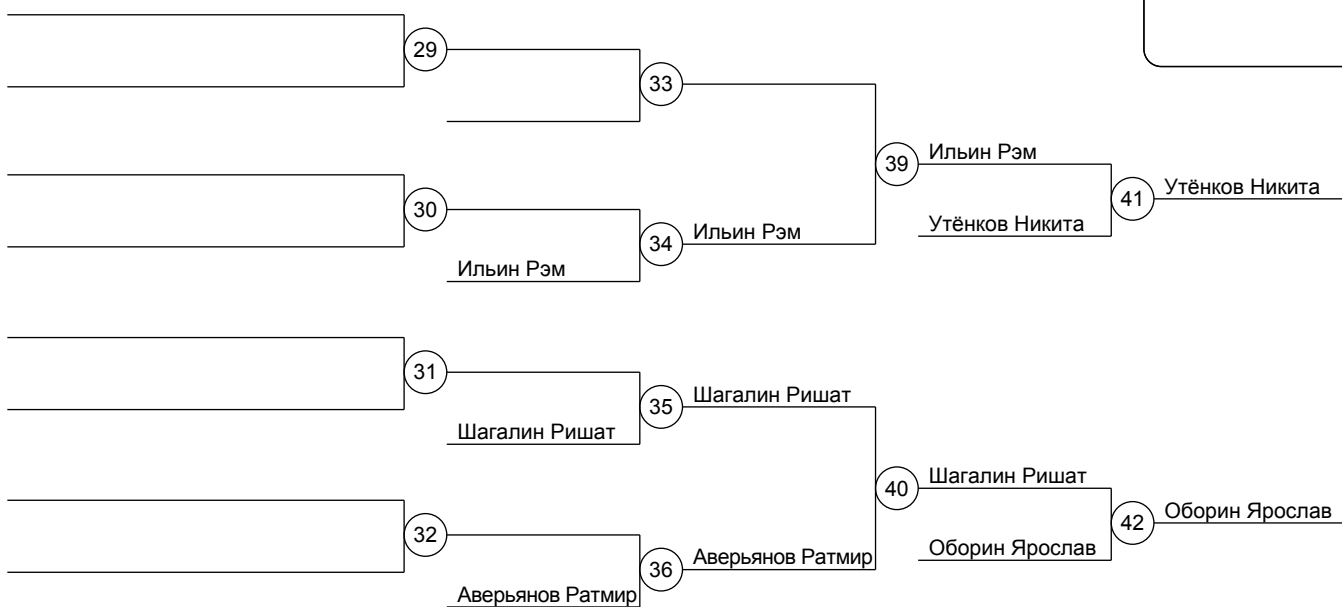 29
33
39
Ильин Рэм
41
Утёнков Никита
Утёнков Никита
30
34
Ильин Рэм
Ильин Рэм
31
35
Шагалин Ришат
Шагалин Ришат
40
Шагалин Ришат
42
Оборин Ярослав
Оборин Ярослав
32
36
Аверьянов Ратмир
Аверьянов Ратмир